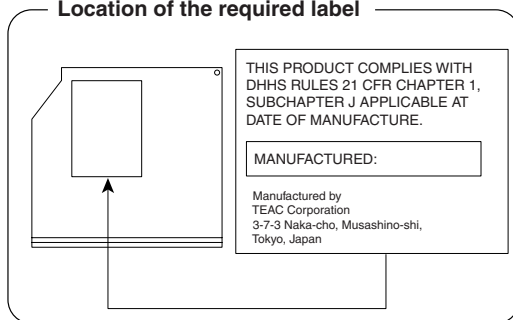 Location of the required label
THIS PRODUCT COMPLIES WITH
DHHS RULES 21 CFR CHAPTER 1,
SUBCHAPTER J APPLICABLE AT
DATE OF MANUFACTURE.
MANUFACTURED:
Manufactured by
TEAC Corporation
3-7-3 Naka-cho, Musashino-shi,
Tokyo, Japan